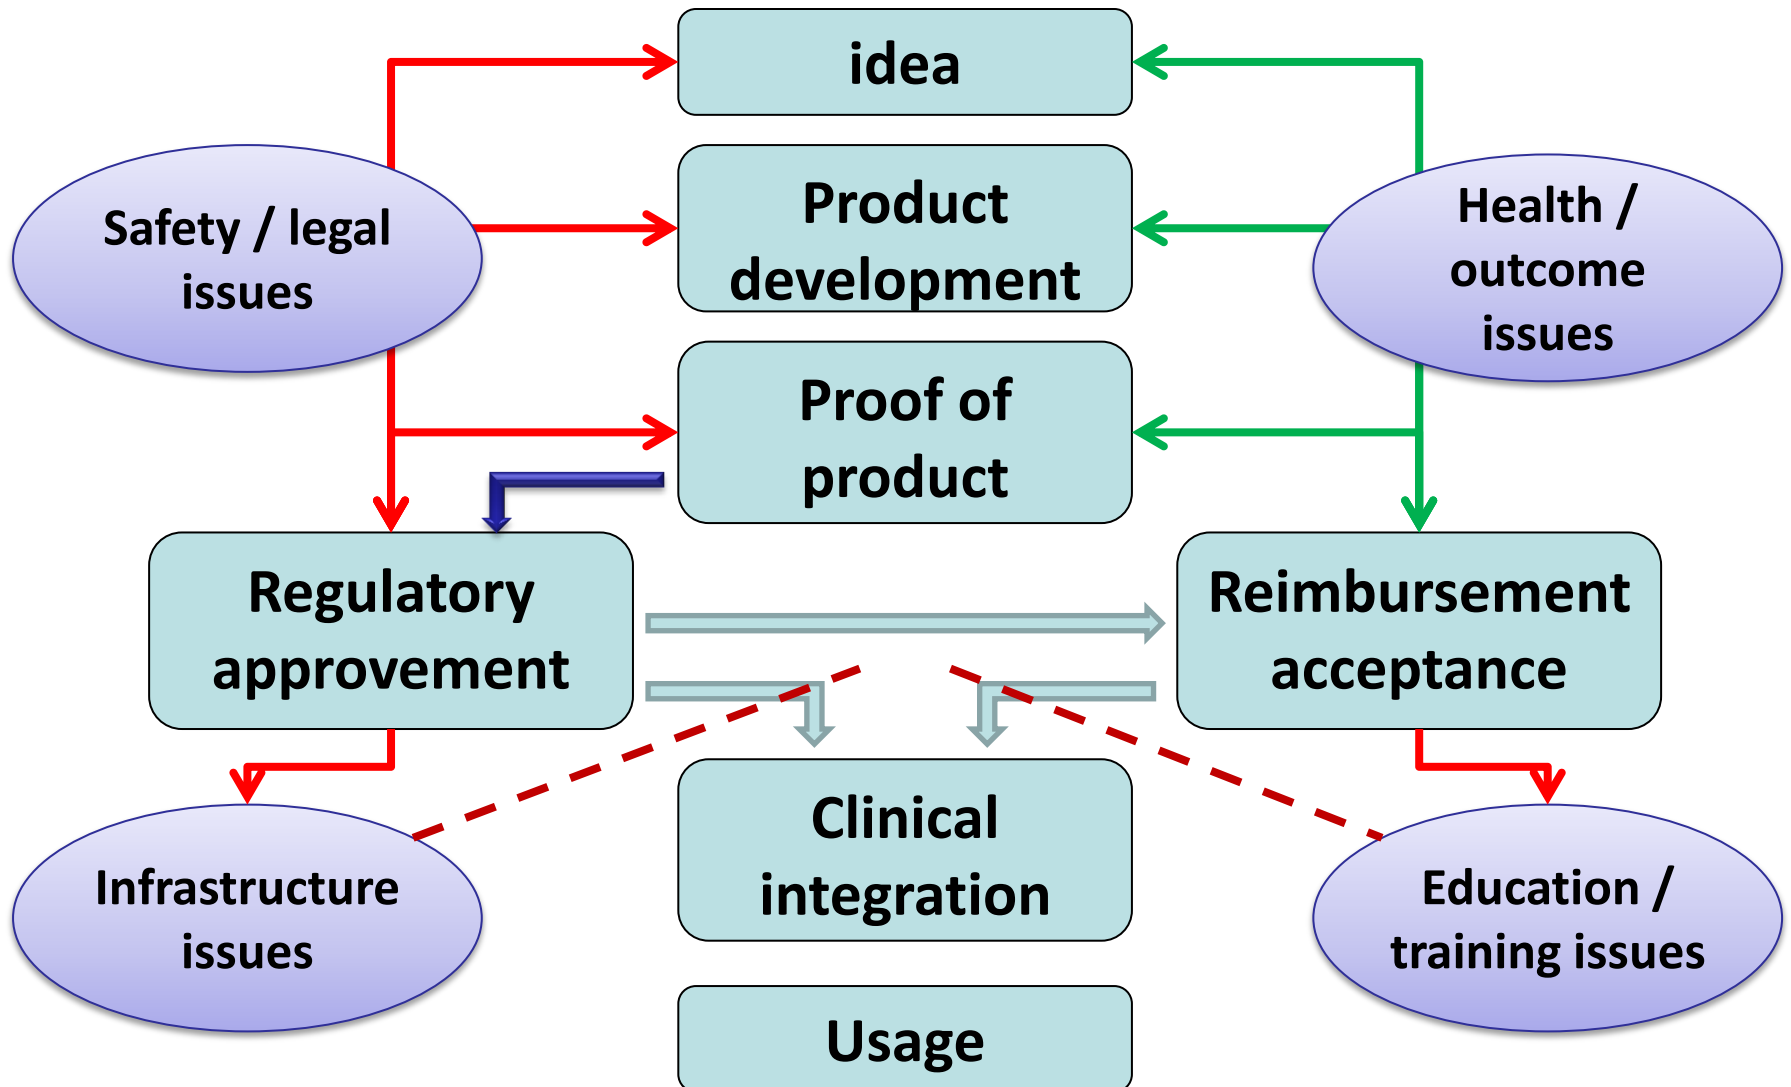 idea
Product
development
Safety / legal
issues
Health /
outcome
issues
Proof of
product
Regulatory
approvement
Reimbursement
acceptance
Clinical
integration
Infrastructure
issues
Education /
training issues
Usage